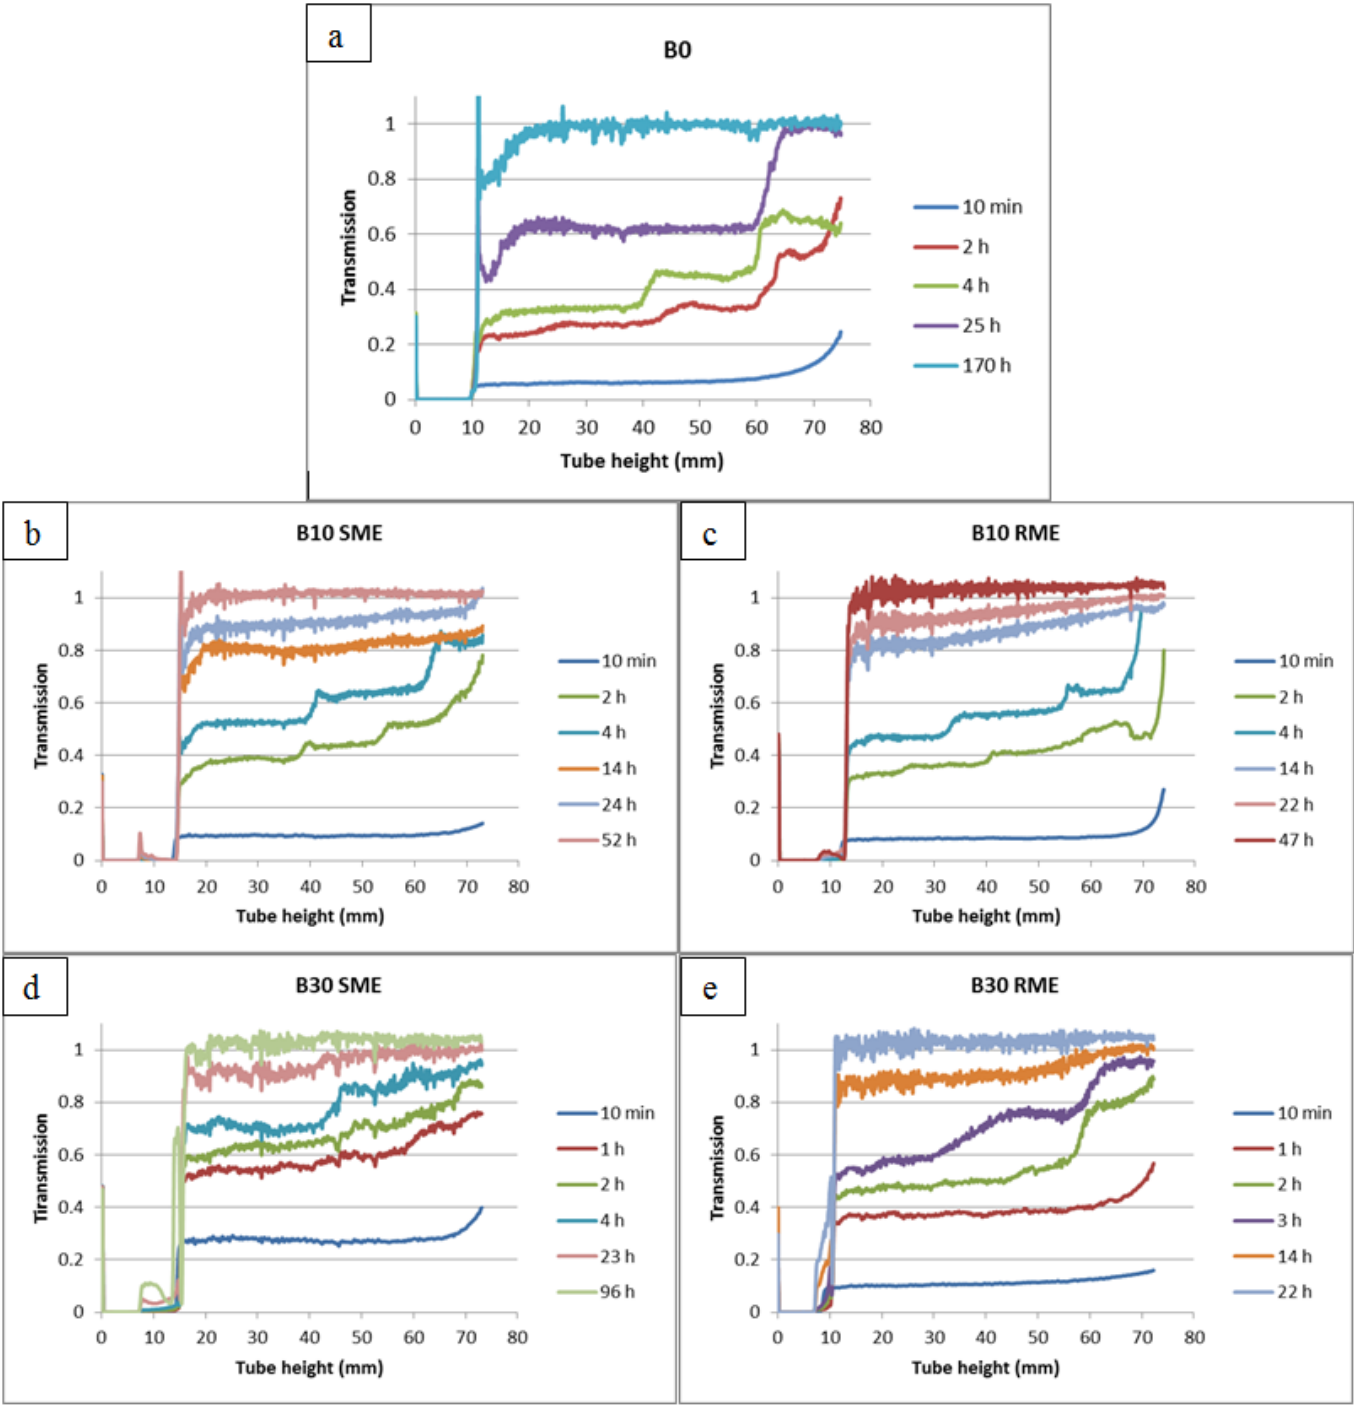 a
B0
Transmission
1
0.8
0.6
0.4
0.2
0
0 10 20 30 40 50 60 70 80
Tube height (mm)
10 min
2 h
4 h
25 h
170 h
b
B10 SME
Transmission
1
0.8
0.6
0.4
0.2
0
0 10 20 30 40 50 60 70 80
Tube height (mm)
10 min
2 h
4 h
14 h
24 h
52 h
c
B10 RME
Transmission
1
0.8
0.6
0.4
0.2
0
0 10 20 30 40 50 60 70 80
Tube height (mm)
10 min
2 h
4 h
14 h
22 h
47 h
d
B30 SME
Tiransmission
1
0.8
0.6
0.4
0.2
0
0 10 20 30 40 50 60 70 80
Tube height (mm)
10 min
1 h
2 h
4 h
23 h
96 h
e
B30 RME
Transmission
1
0.8
0.6
0.4
0.2
0
0 10 20 30 40 50 60 70 80
Tube height (mm)
10 min
1 h
2 h
3 h
14 h
22 h